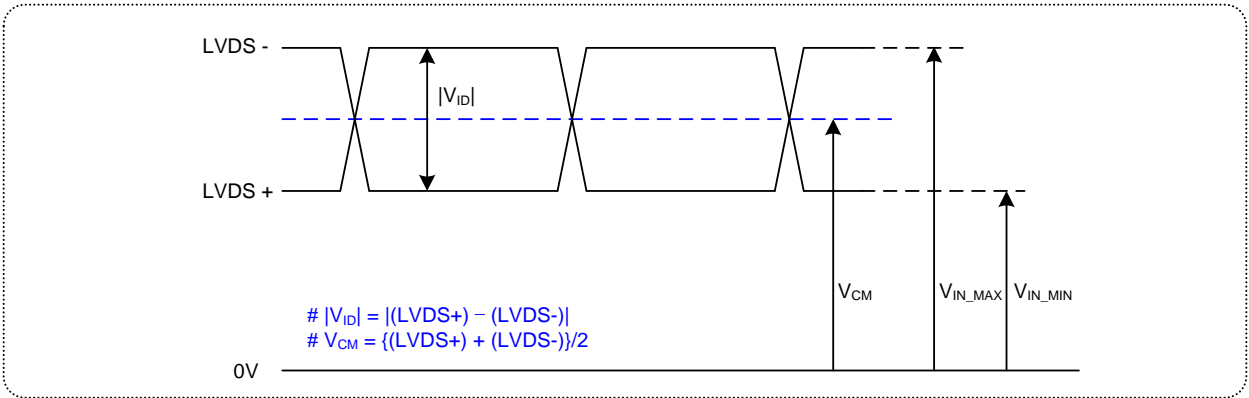 LVDS -
|VID|
LVDS +
VCM
VIN_MAX
VIN_MIN
# |VID| = |(LVDS+) − (LVDS-)|
# VCM = {(LVDS+) + (LVDS-)}/2
0V